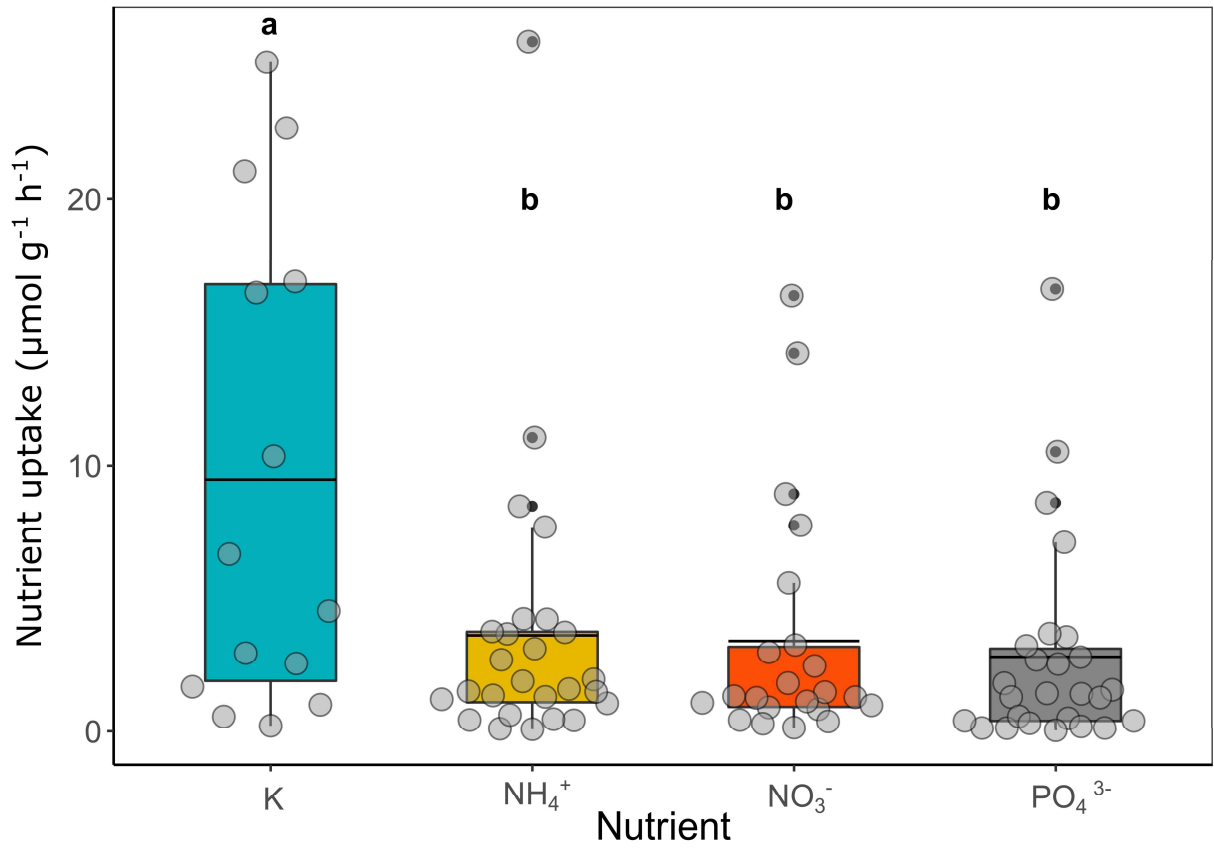 a
b b b
Nutrient uptake (µmol g⁻¹ h⁻¹)
20
10
0
K NH₄⁺ NO₃⁻ PO₄ ³⁻
Nutrient